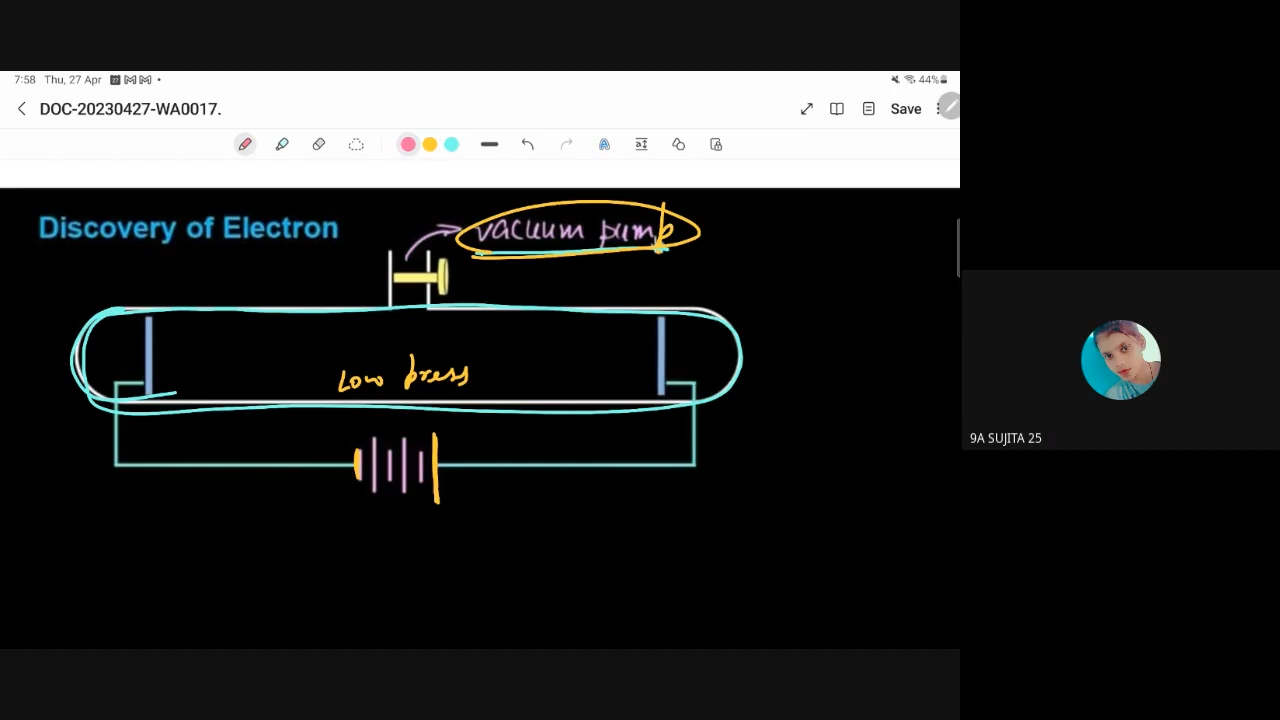 7:58 Thu, 27 Apr
44%
DOC-20230427-WA0017.
Save
Discovery of Electron
vacuum pump
Low press
9A SUJITA 25